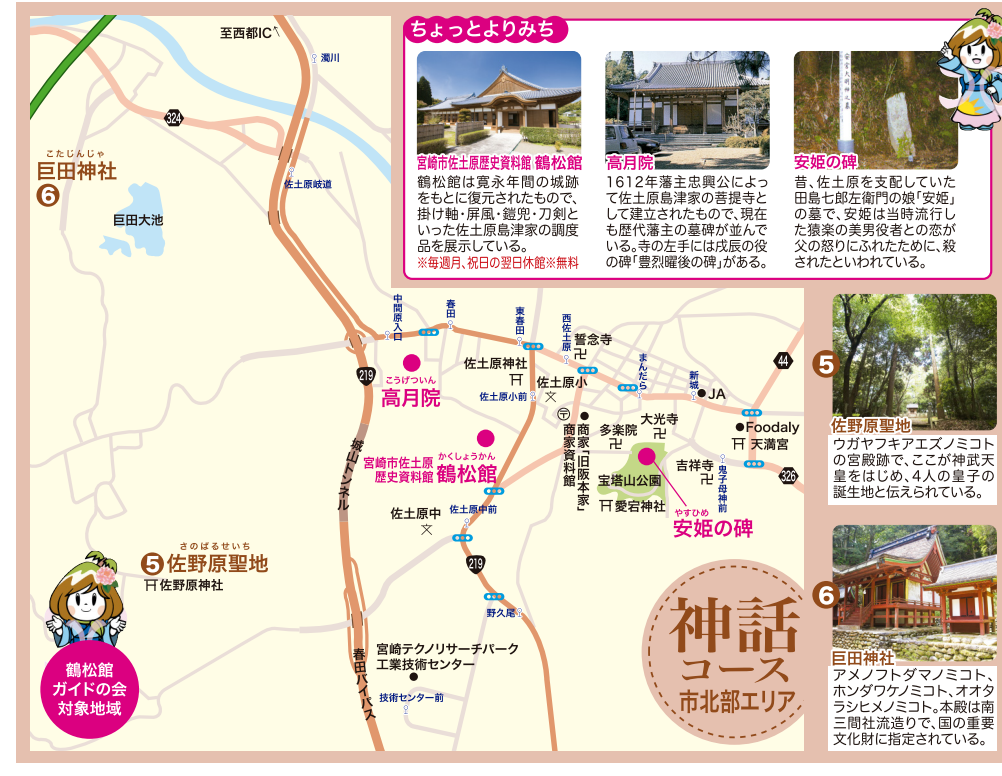 至西都IC
濁川
324
こたじんじゃ
巨田神社
6
佐土原岐道
巨田大池
ちょっとよりみち
宮崎市佐土原歴史資料館 鶴松館
鶴松館は寛永年間の城跡
をもとに復元されたもので、
掛け軸・屏風・鎧兜・刀剣と
いった佐土原島津家の調度
品を展示している。
※毎週月、祝日の翌日休館※無料
高月院
1612年藩主忠興公によっ
て佐土原島津家の菩提寺と
して建立されたもので、現在
も歴代藩主の墓碑が並んで
いる。寺の左手には戊辰の役
の碑「豊烈曜後の碑」がある。
安姫の碑
昔、佐土原を支配していた
田島七郎左衛門の娘「安姫」
の墓で、安姫は当時流行し
た猿楽の美男役者との恋が
父の怒りにふれたために、殺
されたといわれている。
中間原入口
春田
東春田
西佐土原
誓念寺
佐土原神社
佐土原小
佐土原小前
まんだら
新城
JA
44
219
こうげついん
高月院
商家「旧阪本家」
商家資料館
多楽院
大光寺
Foodaly
天満宮
宮崎市佐土原
歴史資料館
かくしょうかん
鶴松館
城山トンネル
宝塔山公園
吉祥寺
鬼子母神前
326
愛宕神社
やすひめ
安姫の碑
佐土原中
佐土原中前
219
さのばるせいち
5 佐野原聖地
佐野原神社
野久尾
宮崎テクノリサーチパーク
工業技術センター
技術センター前
春田バイパス
鶴松館
ガイドの会
対象地域
神話
コース
市北部エリア
5
佐野原聖地
ウガヤフキアエズノミコト
の宮殿跡で、ここが神武天
皇をはじめ、4人の皇子の
誕生地と伝えられている。
6
巨田神社
アメノフトダマノミコト、
ホンダワケノミコト、オオタ
ラシヒメノミコト。本殿は南
三間社流造りで、国の重要
文化財に指定されている。